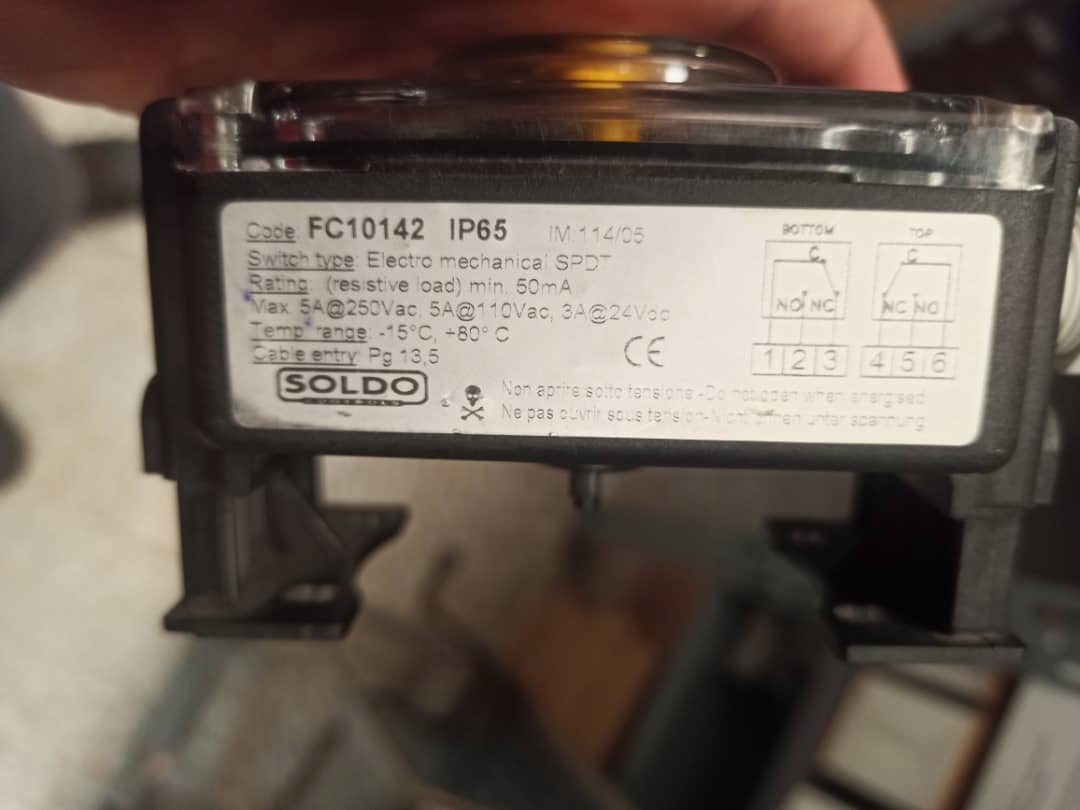 Code: FC10142 IP65 IM 114/05
Switch type: Electro mechanical SPDT
Rating: (resistive load) min. 50mA
Max. 5A@250Vac, 5A@110Vac, 3A@24Vdc
Temp range: -15°C, +80° C
Cable entry: Pg 13,5
CE
SOLDO
Non aprire sotto tensione - Do not open when energised
Ne pas ouvrir sous tension- öffnen unter spannung
BOTTOM
C
NO NC
1 2 3
TOP
C
NC NO
4 5 6